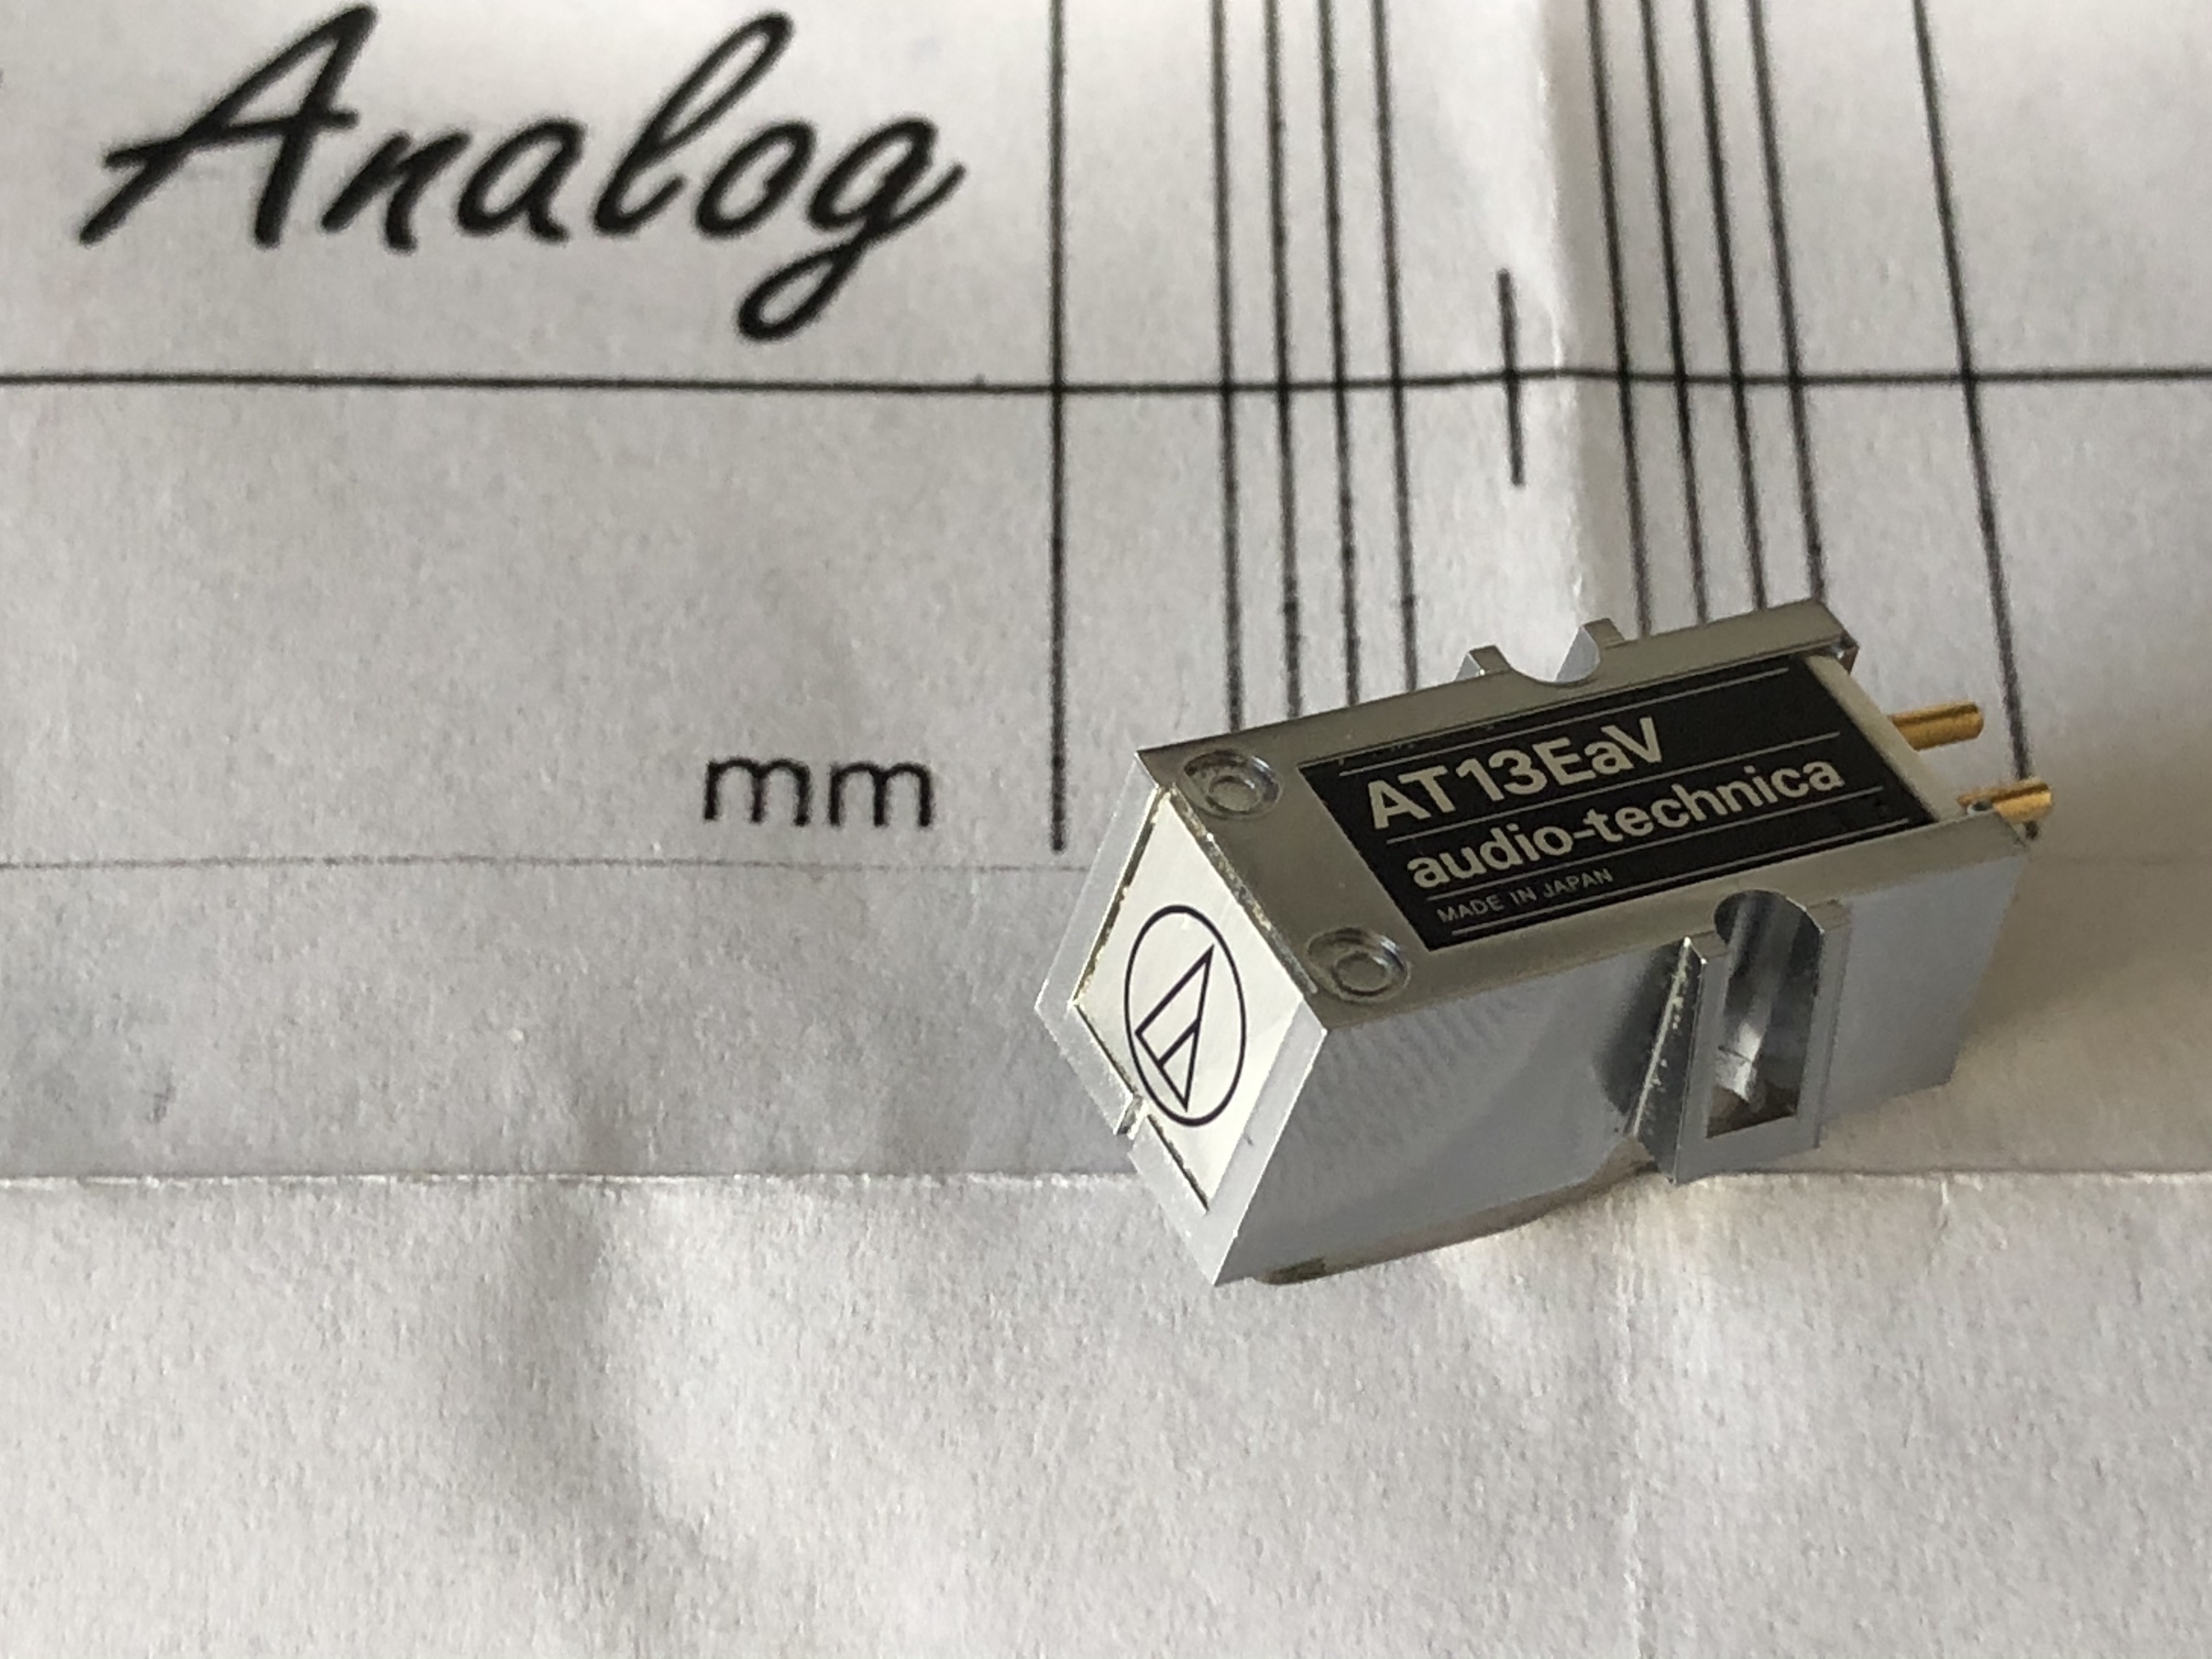 Analog
mm
AT13EaV
audio-technica
MADE IN JAPAN